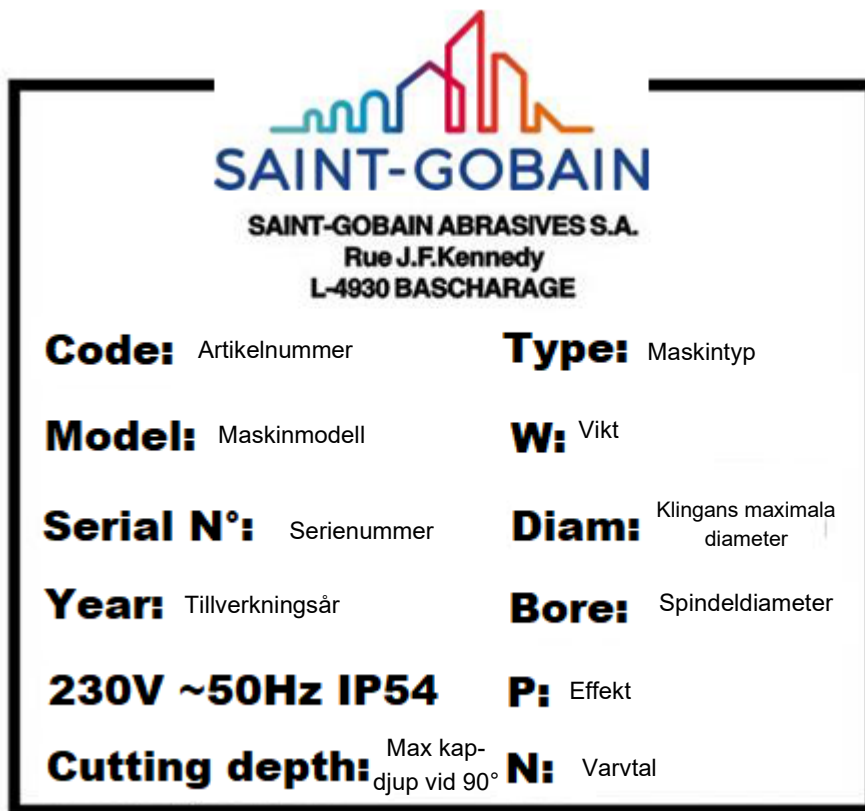 SAINT-GOBAIN
SAINT-GOBAIN ABRASIVES S.A.
Rue J.F.Kennedy
L-4930 BASCHARAGE
Code: Artikelnummer
Type: Maskintyp
Model: Maskinmodell
W: Vikt
Serial N°: Serienummer
Diam: Klingans maximala
diameter
Year: Tillverkningsår
Bore: Spindeldiameter
230V ~50Hz IP54
P: Effekt
Cutting depth: Max kap-
djup vid 90°
N: Varvtal